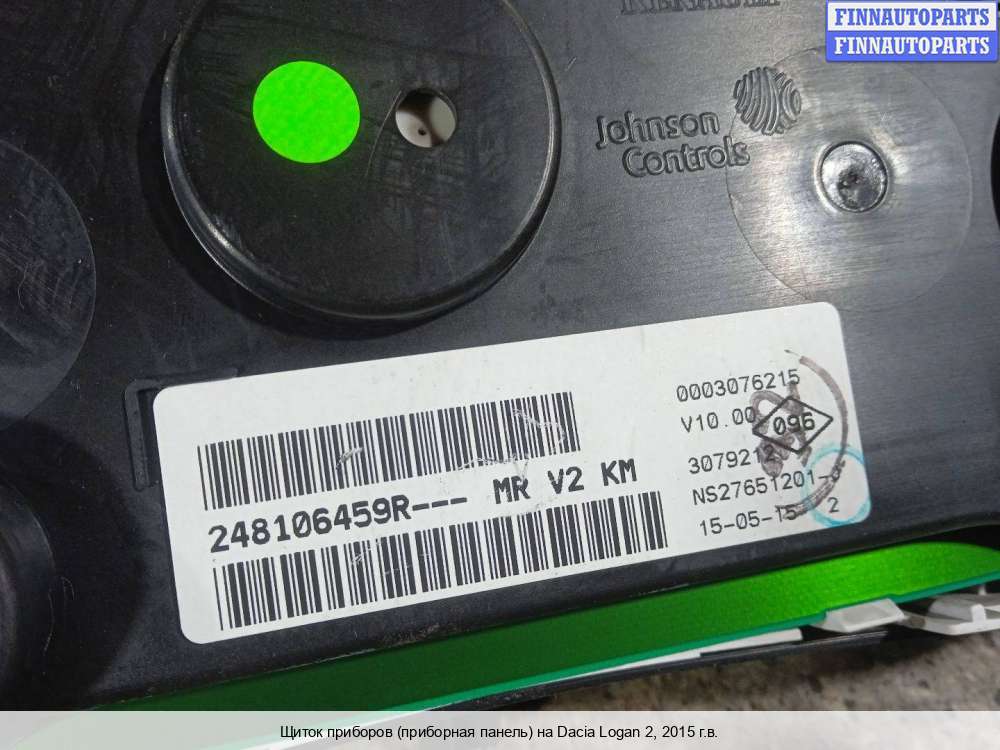 FINNAUTOPARTS
FINNAUTOPARTS
RENAULT
Johnson
Controls
0003076215
V10.00
096
3079212
NS27651201-
15-05-15 2
248106459R--- MR V2 KM
Щиток приборов (приборная панель) на Dacia Logan 2, 2015 г.в.